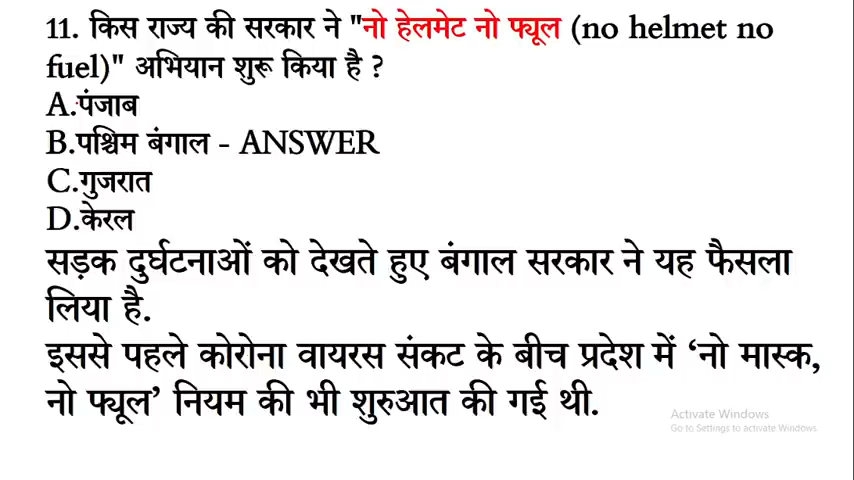 11. किस राज्य की सरकार ने "नो हेलमेट नो फ्यूल (no helmet no
fuel)" अभियान शुरू किया है ?
A.पंजाब
B.पश्चिम बंगाल - ANSWER
C.गुजरात
D.केरल
सड़क दुर्घटनाओं को देखते हुए बंगाल सरकार ने यह फैसला
लिया है.
इससे पहले कोरोना वायरस संकट के बीच प्रदेश में ‘नो मास्क,
नो फ्यूल’ नियम की भी शुरुआत की गई थी.
Activate Windows
Go to Settings to activate Windows.